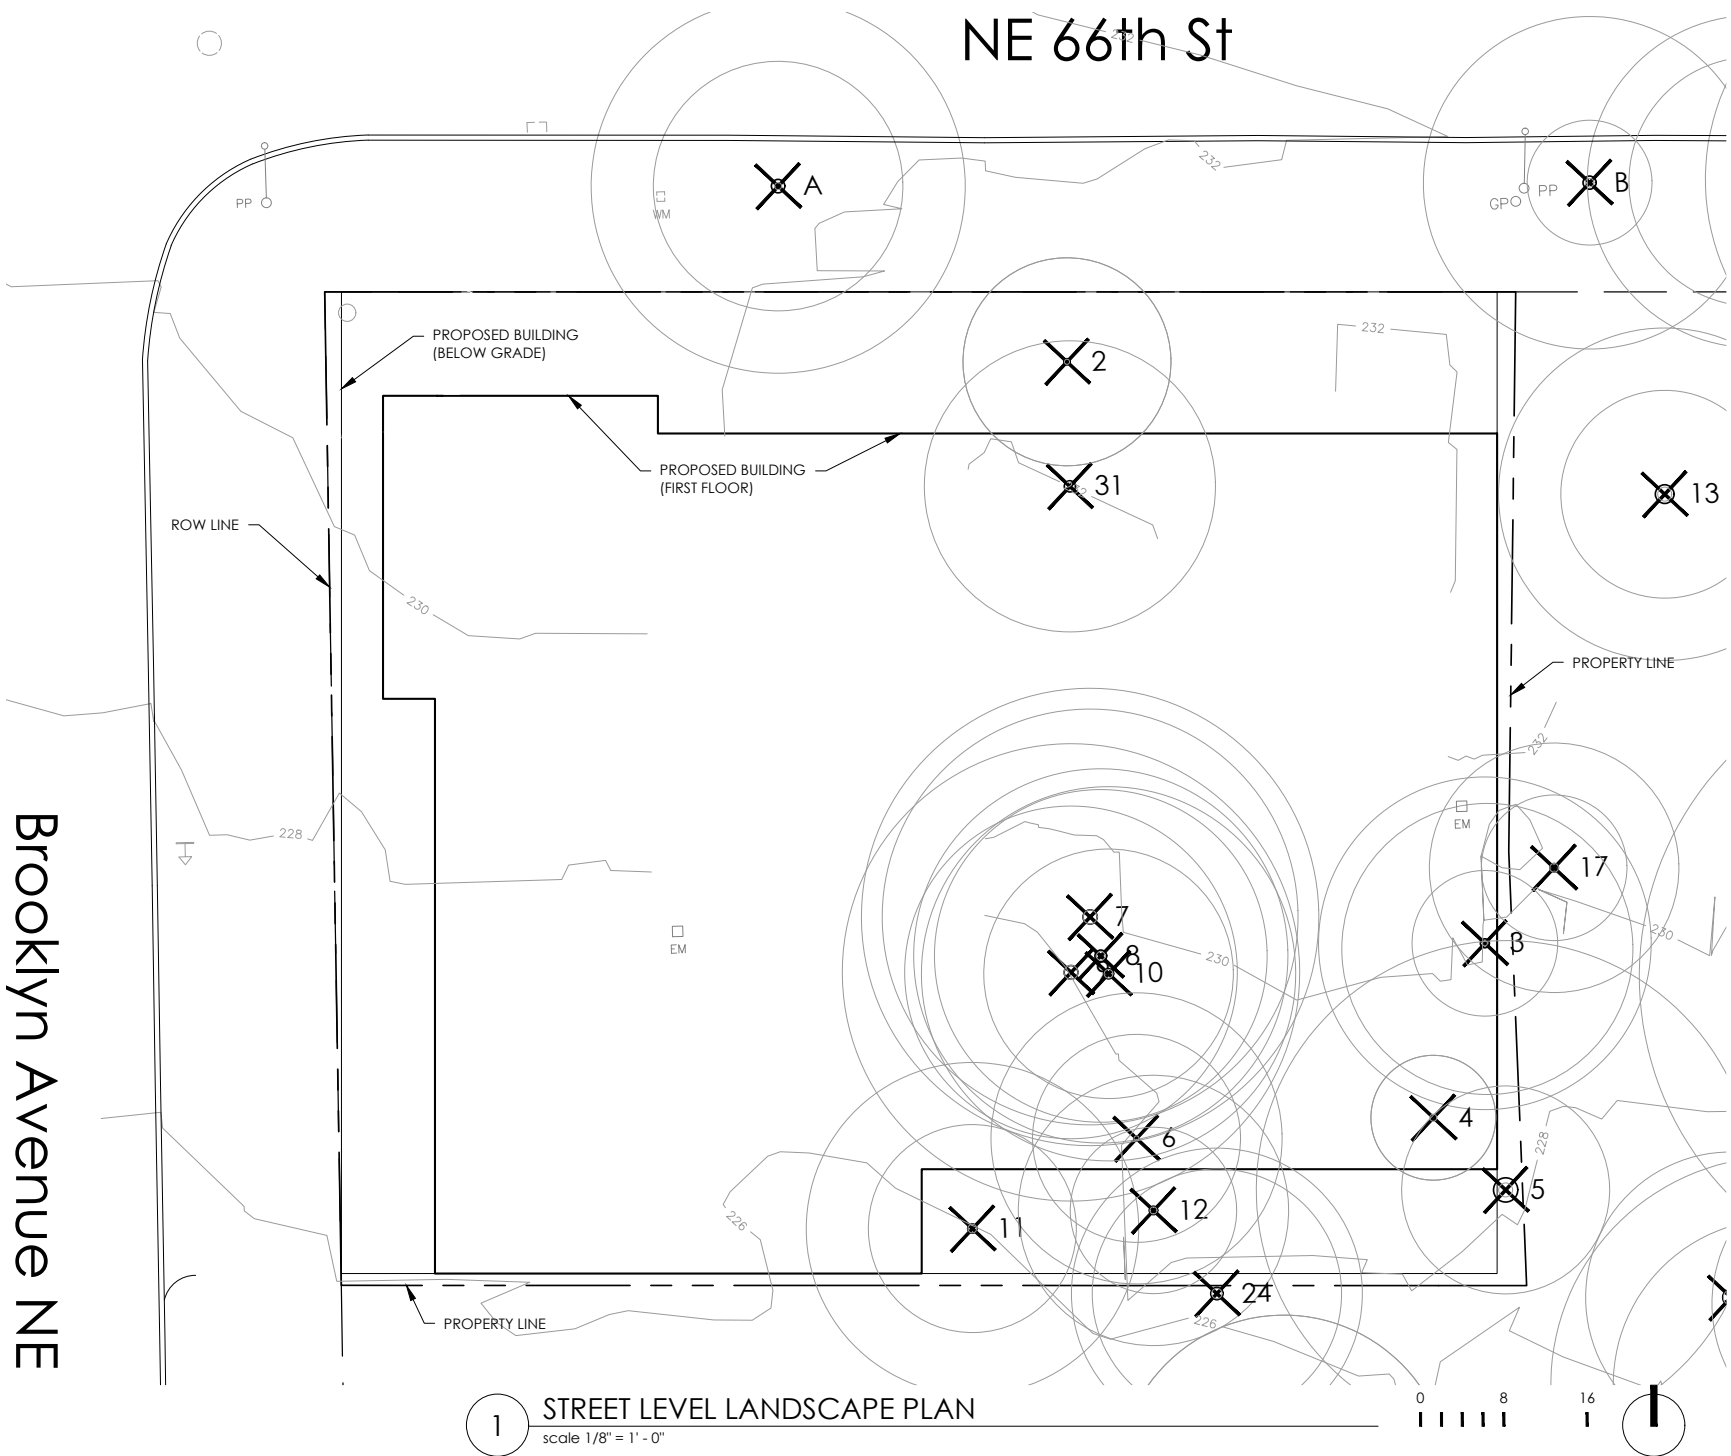 NE 66th St
232
A
B
232
WM
PP
GP
PP
PROPOSED BUILDING
(BELOW GRADE)
2
232
PROPOSED BUILDING
(FIRST FLOOR)
31
13
ROW LINE
230
PROPERTY LINE
232
EM
228
17
7
230
3
EM
8
10
230
Brooklyn Avenue NE
4
6
228
5
12
11
226
24
PROPERTY LINE
226
1
STREET LEVEL LANDSCAPE PLAN
scale 1/8" = 1' - 0"
0 8 16